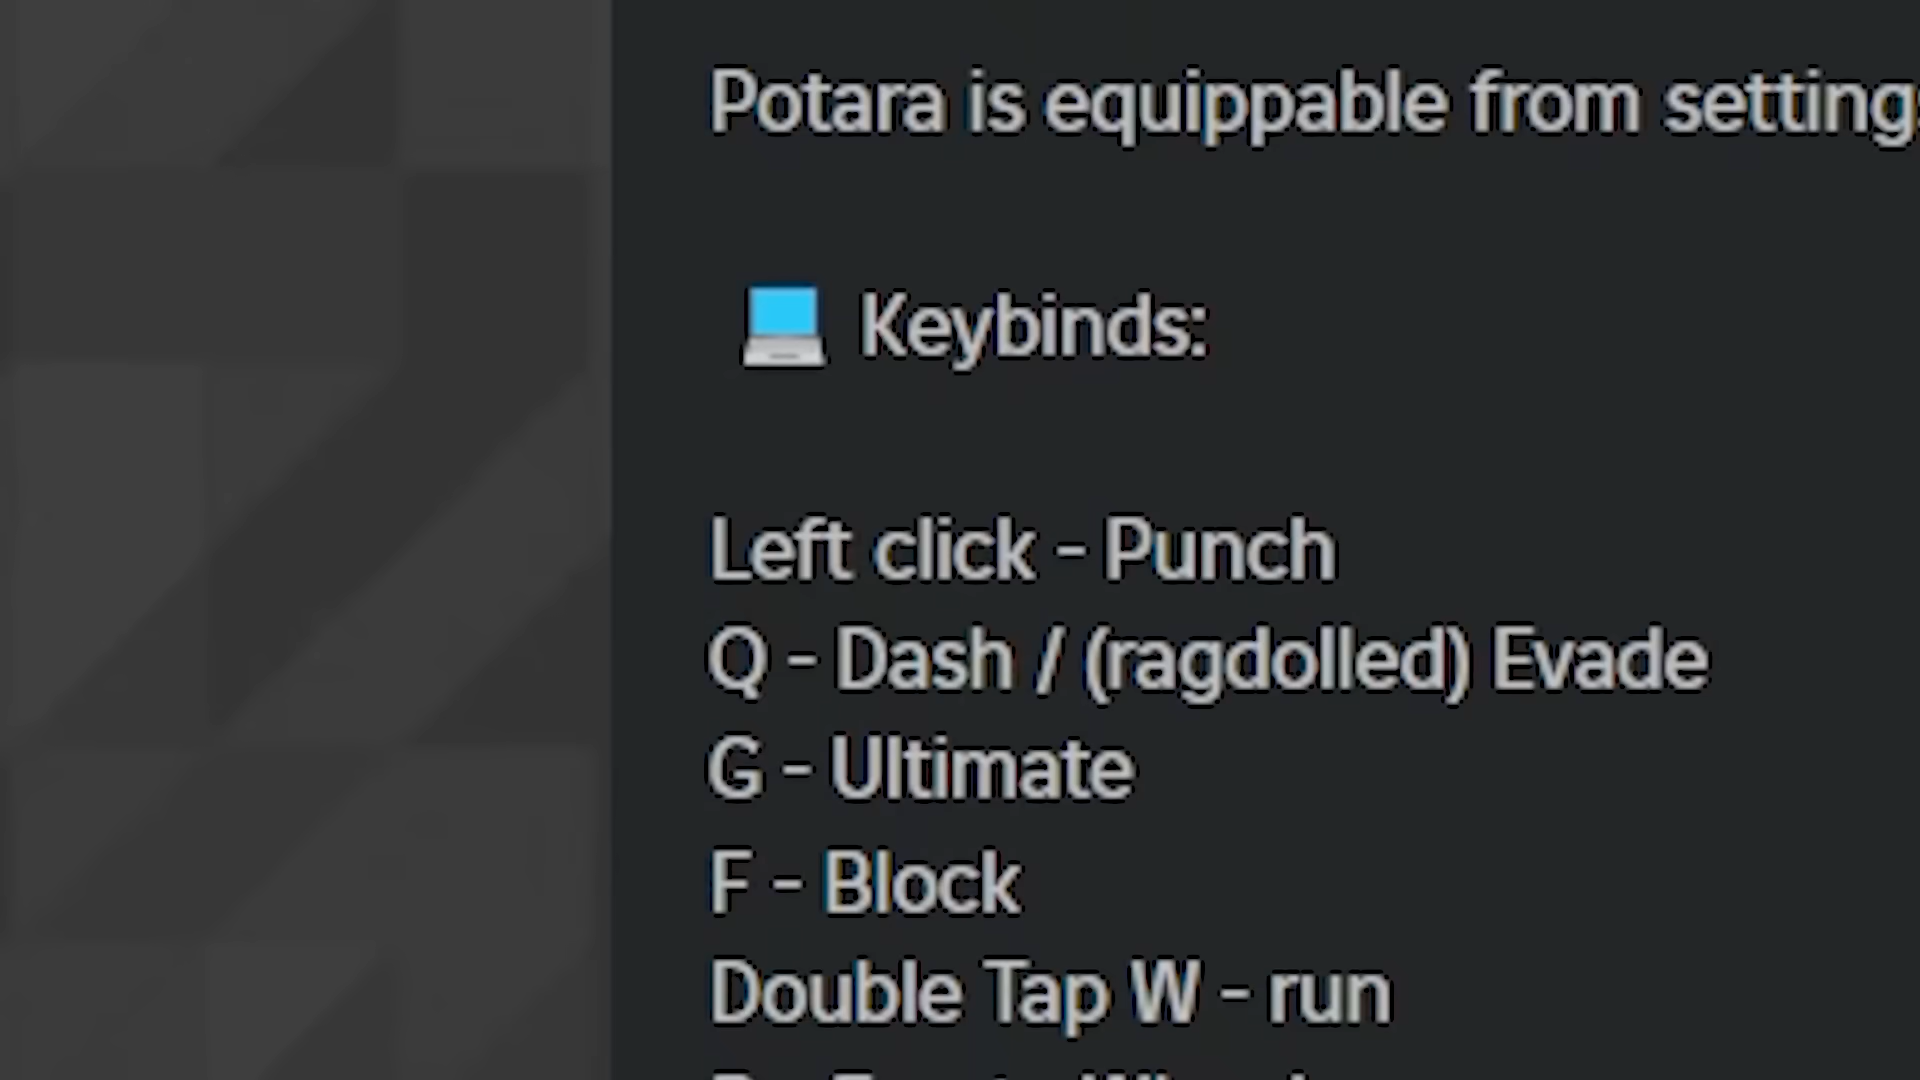 Potara is equippable from setting
💻 Keybinds:
Left click - Punch
Q - Dash / (ragdolled) Evade
G - Ultimate
F - Block
Double Tap W - run